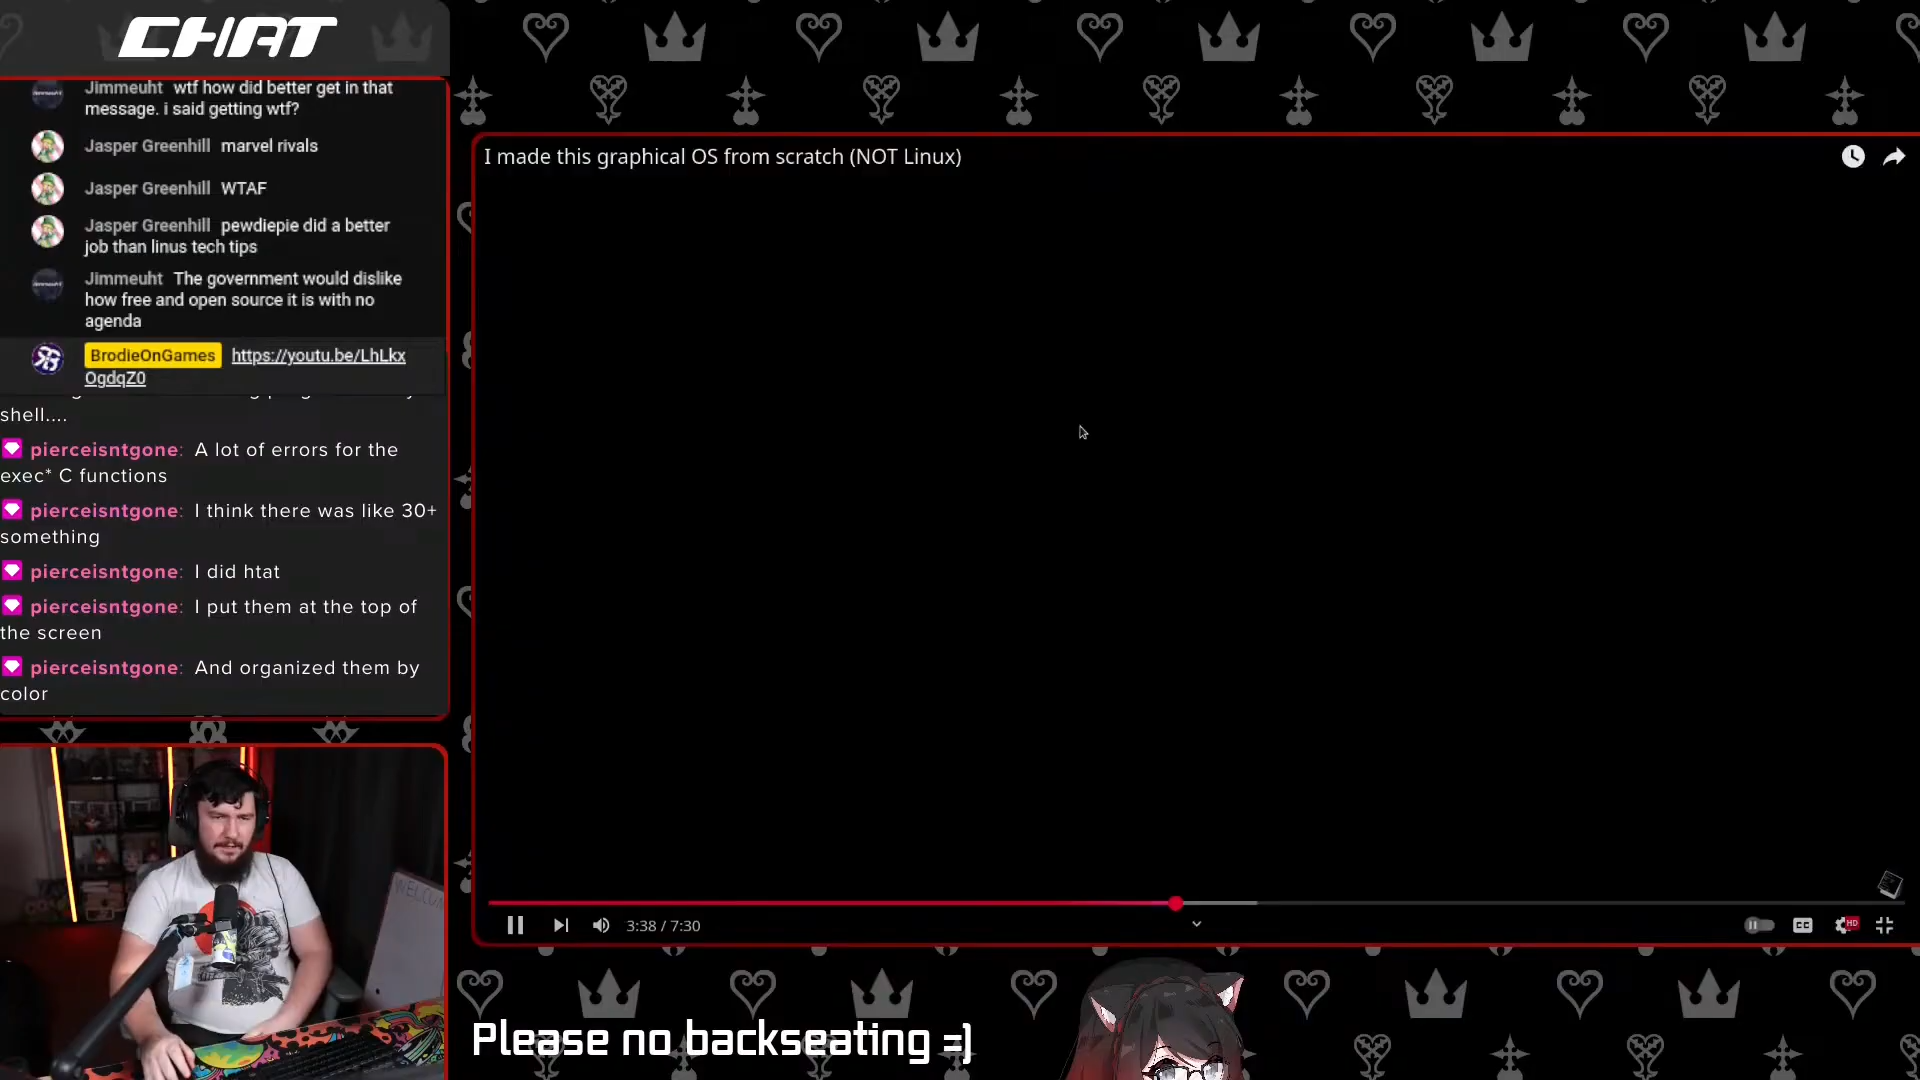 CHAT
Jimmeuht wtf how did better get in that
message. i said getting wtf?
Jasper Greenhill marvel rivals
Jasper Greenhill WTAF
Jasper Greenhill pewdiepie did a better
job than linus tech tips
Jimmeuht The government would dislike
how free and open source it is with no
agenda
BrodieOnGames https://youtu.be/LhLkx
OgdqZ0
shell....
pierceisntgone: A lot of errors for the
exec* C functions
pierceisntgone: I think there was like 30+
something
pierceisntgone: I did htat
pierceisntgone: I put them at the top of
the screen
pierceisntgone: And organized them by
color
I made this graphical OS from scratch (NOT Linux)
3:38 / 7:30
CC
HD
WELCOM
Please no backseating =)